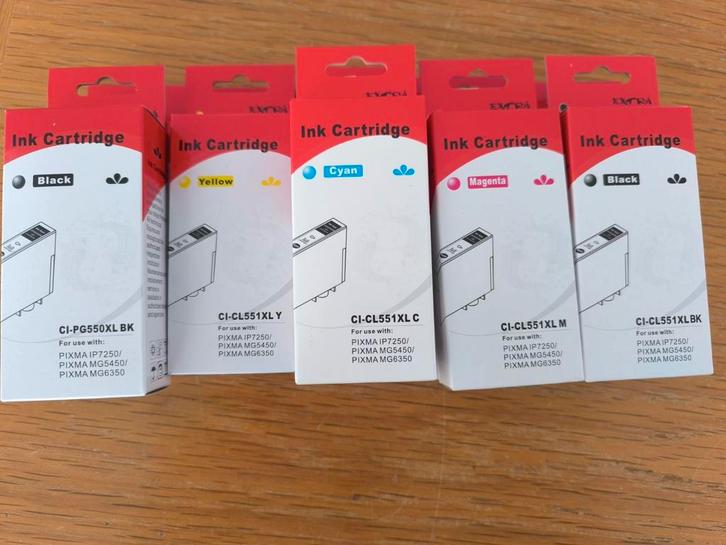 Ink Cartridge
Black
CI-PG550XL BK
For use with:
PIXMA IP7250/
PIXMA MG5450/
PIXMA MG6350
Ink Cartridge
Yellow
CI-CL551XL Y
For use with:
PIXMA IP7250/
PIXMA MG5450/
PIXMA MG6350
Ink Cartridge
Cyan
CI-CL551XL C
For use with:
PIXMA IP7250/
PIXMA MG5450/
PIXMA MG6350
Ink Cartridge
Magenta
CI-CL551XL M
For use with:
PIXMA IP7250/
PIXMA MG5450/
PIXMA MG6350
Ink Cartridge
Black
CI-CL551XL BK
For use with:
PIXMA IP7250/
PIXMA MG5450/
PIXMA MG6350